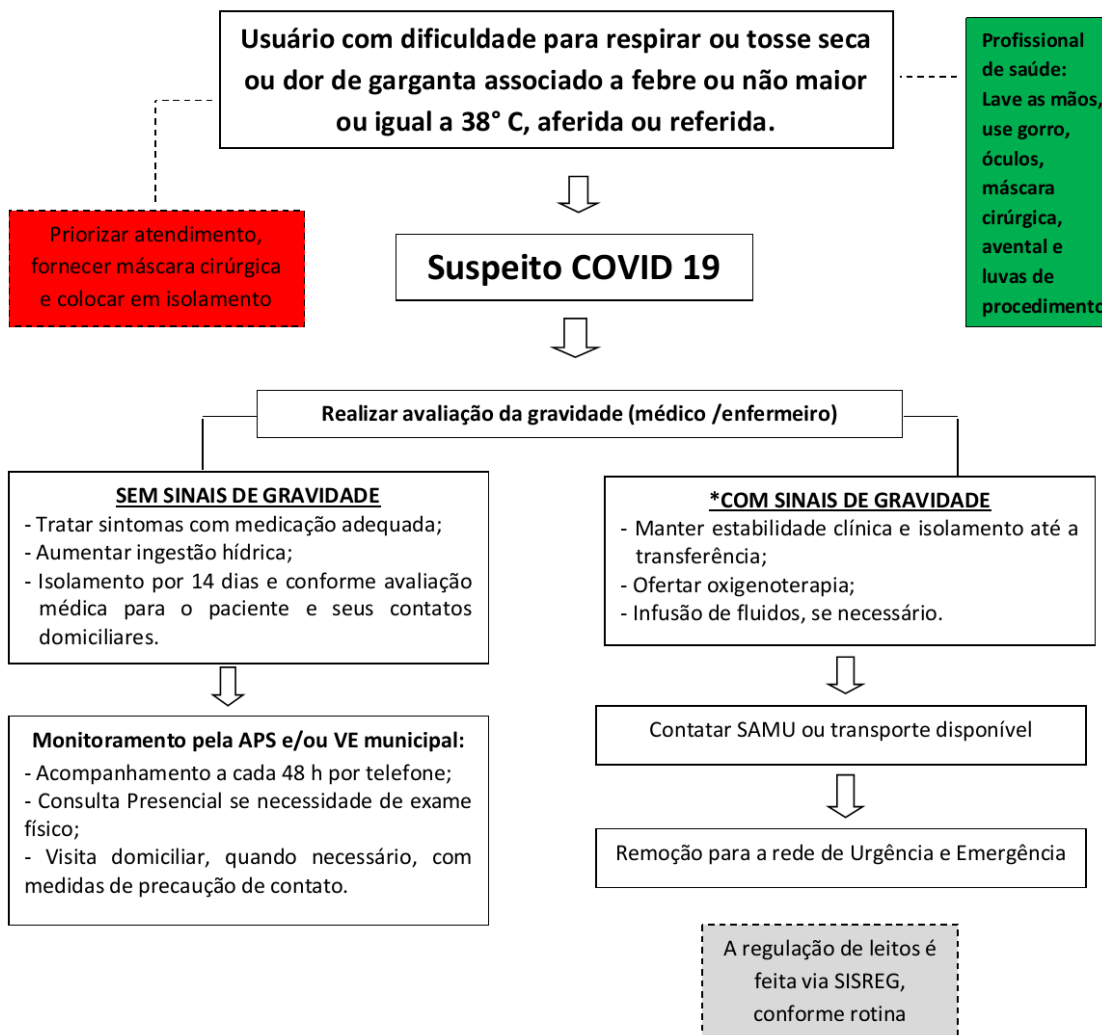 Usuário com dificuldade para respirar ou tosse seca
ou dor de garganta associado a febre ou não maior
ou igual a 38° C, aferida ou referida.
Profissional
de saúde:
Lave as mãos,
use gorro,
óculos,
máscara
cirúrgica,
avental e
luvas de
procedimento
Priorizar atendimento,
fornecer máscara cirúrgica
e colocar em isolamento
Suspeito COVID 19
Realizar avaliação da gravidade (médico /enfermeiro)
SEM SINAIS DE GRAVIDADE
- Tratar sintomas com medicação adequada;
- Aumentar ingestão hídrica;
- Isolamento por 14 dias e conforme avaliação
médica para o paciente e seus contatos
domiciliares.
*COM SINAIS DE GRAVIDADE
- Manter estabilidade clínica e isolamento até a
transferência;
- Ofertar oxigenoterapia;
- Infusão de fluidos, se necessário.
Monitoramento pela APS e/ou VE municipal:
- Acompanhamento a cada 48 h por telefone;
- Consulta Presencial se necessidade de exame
físico;
- Visita domiciliar, quando necessário, com
medidas de precaução de contato.
Contatar SAMU ou transporte disponível
Remoção para a rede de Urgência e Emergência
A regulação de leitos é
feita via SISREG,
conforme rotina